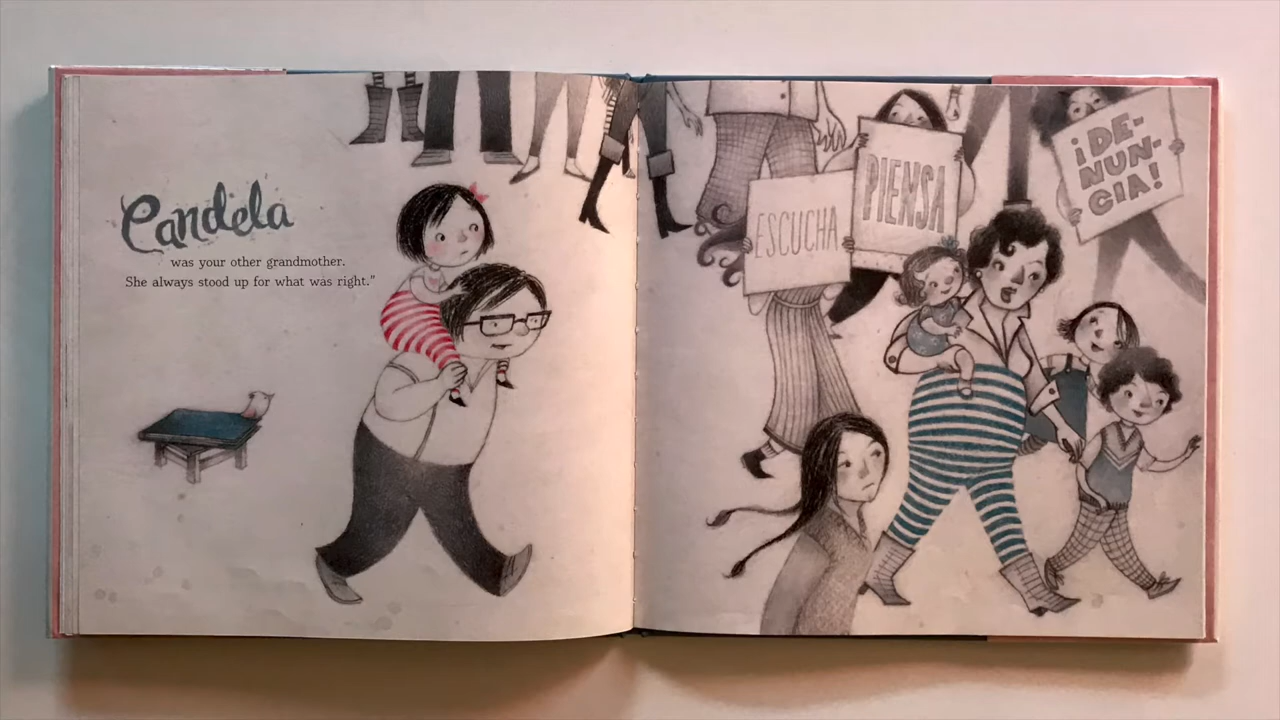 Candela
was your other grandmother.
She always stood up for what was right."
ESCUCHA
PIENSA
¡DE-
NUN-
CIA!